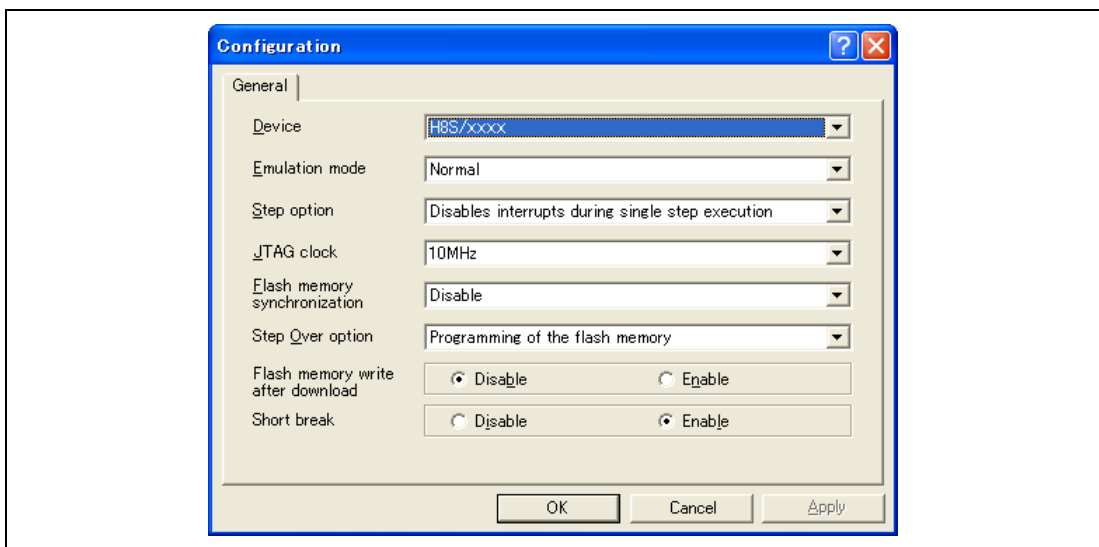 Configuration
General
Device H8S/xxxx
Emulation mode Normal
Step option Disables interrupts during single step execution
JTAG clock 10MHz
Flash memory
synchronization Disable
Step Over option Programming of the flash memory
Flash memory write
after download Disable Enable
Short break Disable Enable
OK Cancel Apply